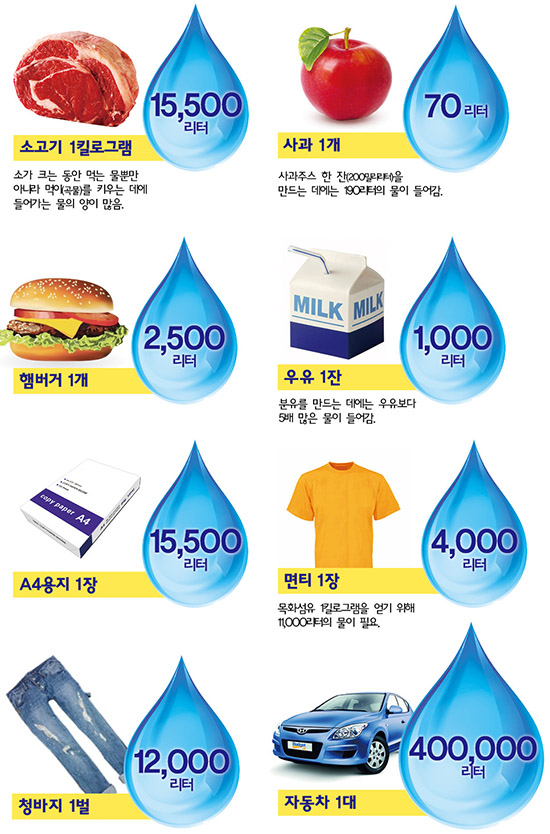 15,500
리터
소고기 1킬로그램
소가 크는 동안 먹는 물뿐만
아니라 먹이(곡물)를 키우는 데에
들어가는 물의 양이 많음.
70 리터
사과 1개
사과주스 한 잔(200밀리리터)을
만드는 데에는 190리터의 물이 들어감.
2,500
리터
햄버거 1개
MILK MILK
1,000
리터
우유 1잔
분유를 만드는 데에는 우유보다
5배 많은 물이 들어감.
copy paper A4
15,500
리터
A4용지 1장
4,000
리터
면티 1장
목화섬유 1킬로그램을 얻기 위해
11,000리터의 물이 필요.
12,000
리터
청바지 1벌
400,000
리터
자동차 1대